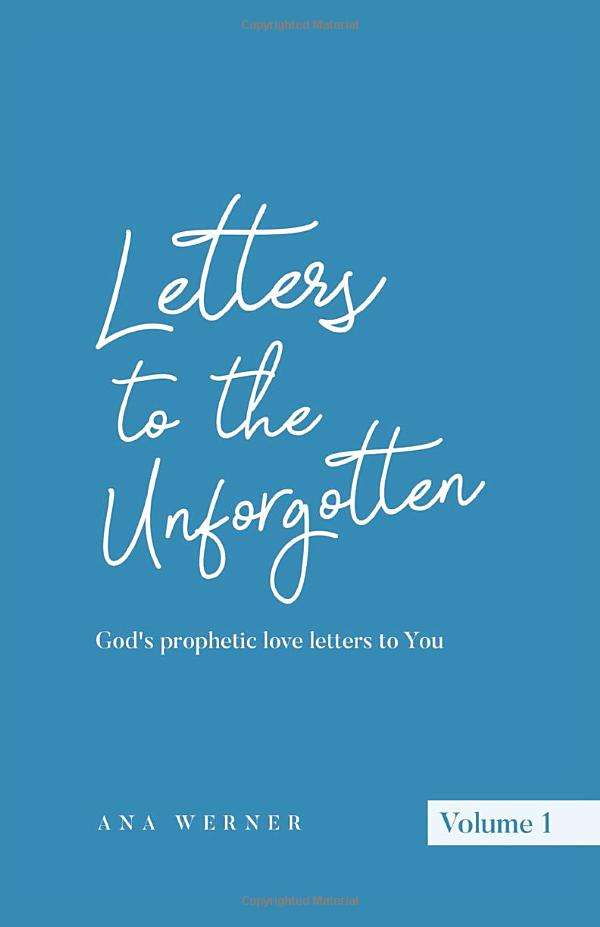 Copyrighted Material
Letters
to the
Unforgotten
God's prophetic love letters to You
ANA WERNER
Volume 1
Copyrighted Material